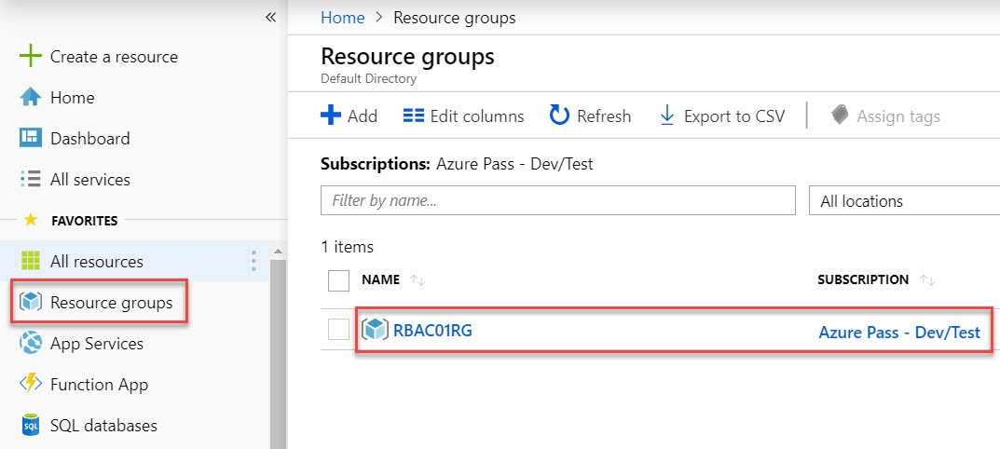 «
Create a resource
Home
Dashboard
All services
FAVORITES
All resources
Resource groups
App Services
Function App
SQL databases
Home > Resource groups
Resource groups
Default Directory
Add Edit columns Refresh Export to CSV Assign tags
Subscriptions: Azure Pass - Dev/Test
Filter by name... All locations
1 items
NAME SUBSCRIPTION
RBAC01RG Azure Pass - Dev/Test